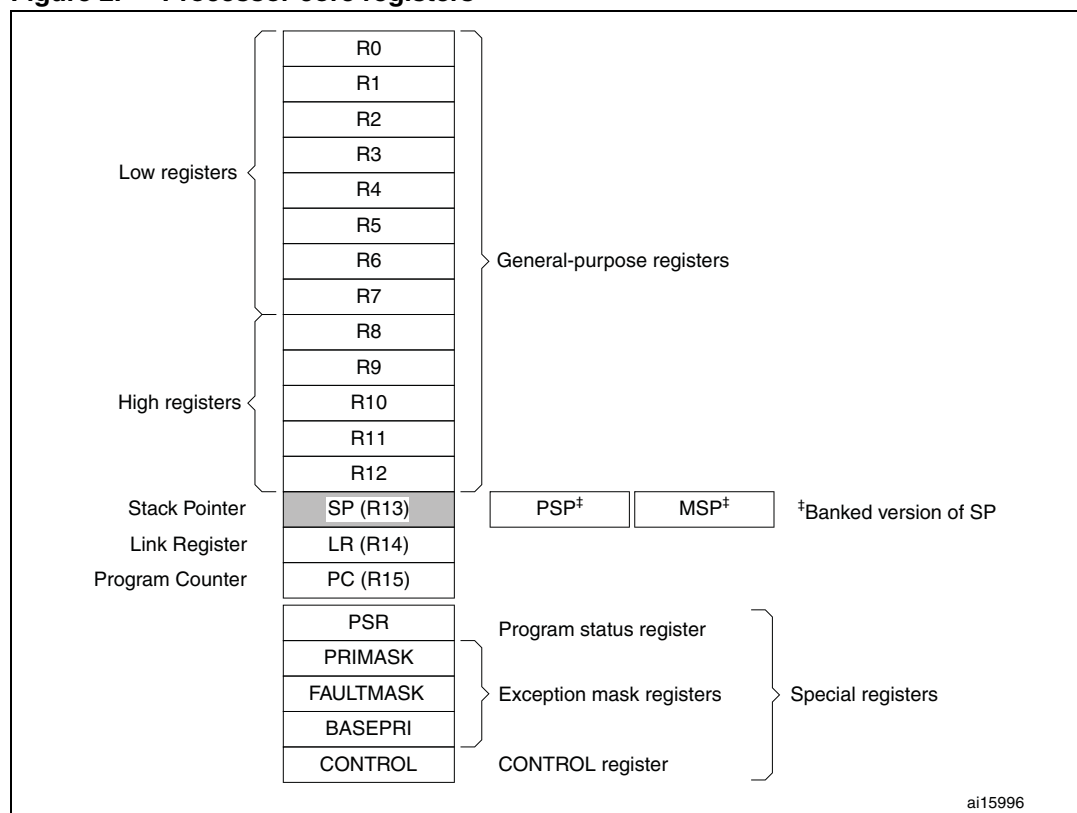 Figure 2. Processor core registers
R0
R1
R2
R3
Low registers
R4
R5
R6
General-purpose registers
R7
R8
R9
High registers
R10
R11
R12
Stack Pointer SP (R13) PSP‡ MSP‡ ‡Banked version of SP
Link Register LR (R14)
Program Counter PC (R15)
PSR Program status register
PRIMASK
FAULTMASK Exception mask registers Special registers
BASEPRI
CONTROL CONTROL register
ai15996